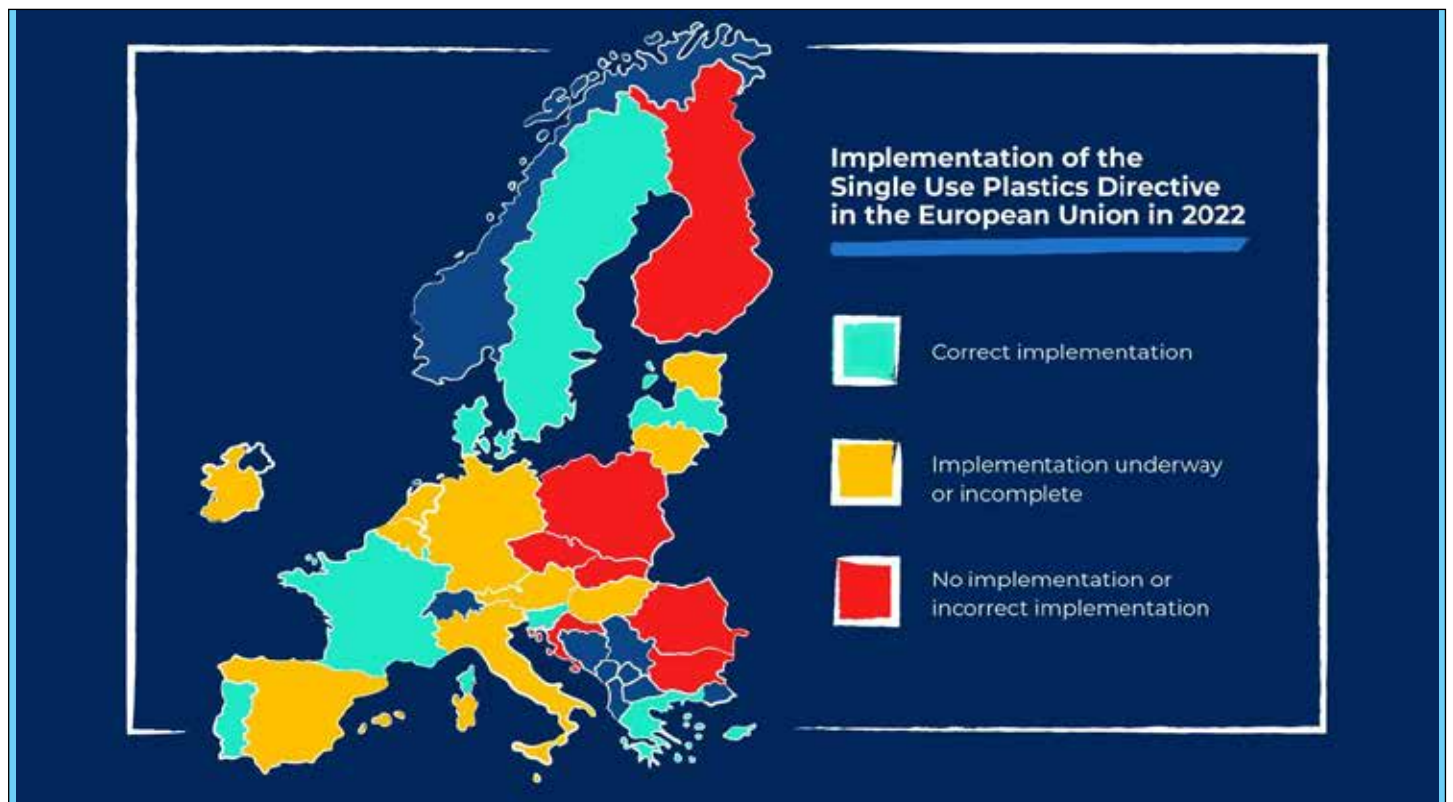 Implementation of the
Single Use Plastics Directive
in the European Union in 2022
Correct implementation
Implementation underway
or incomplete
No implementation or
incorrect implementation